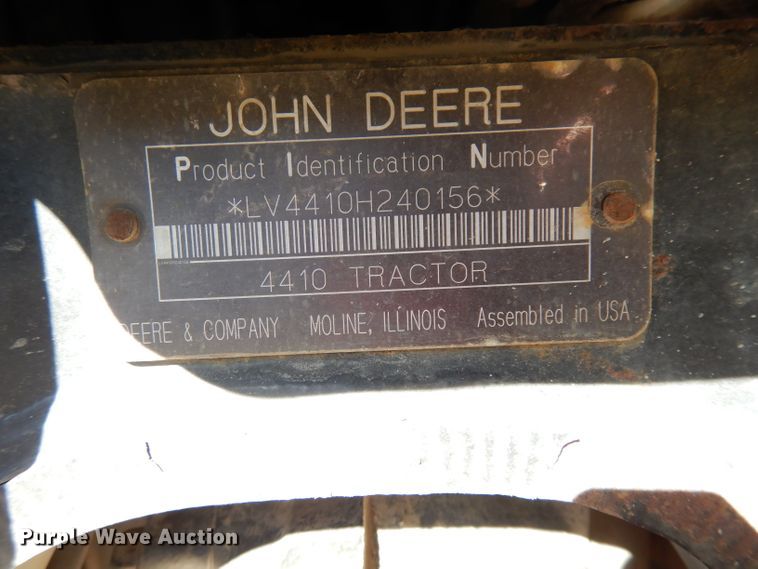 JOHN DEERE
Product Identification Number
*LV4410H240156*
4410 TRACTOR
DEERE & COMPANY MOLINE, ILLINOIS Assembled in USA
Purple Wave Auction